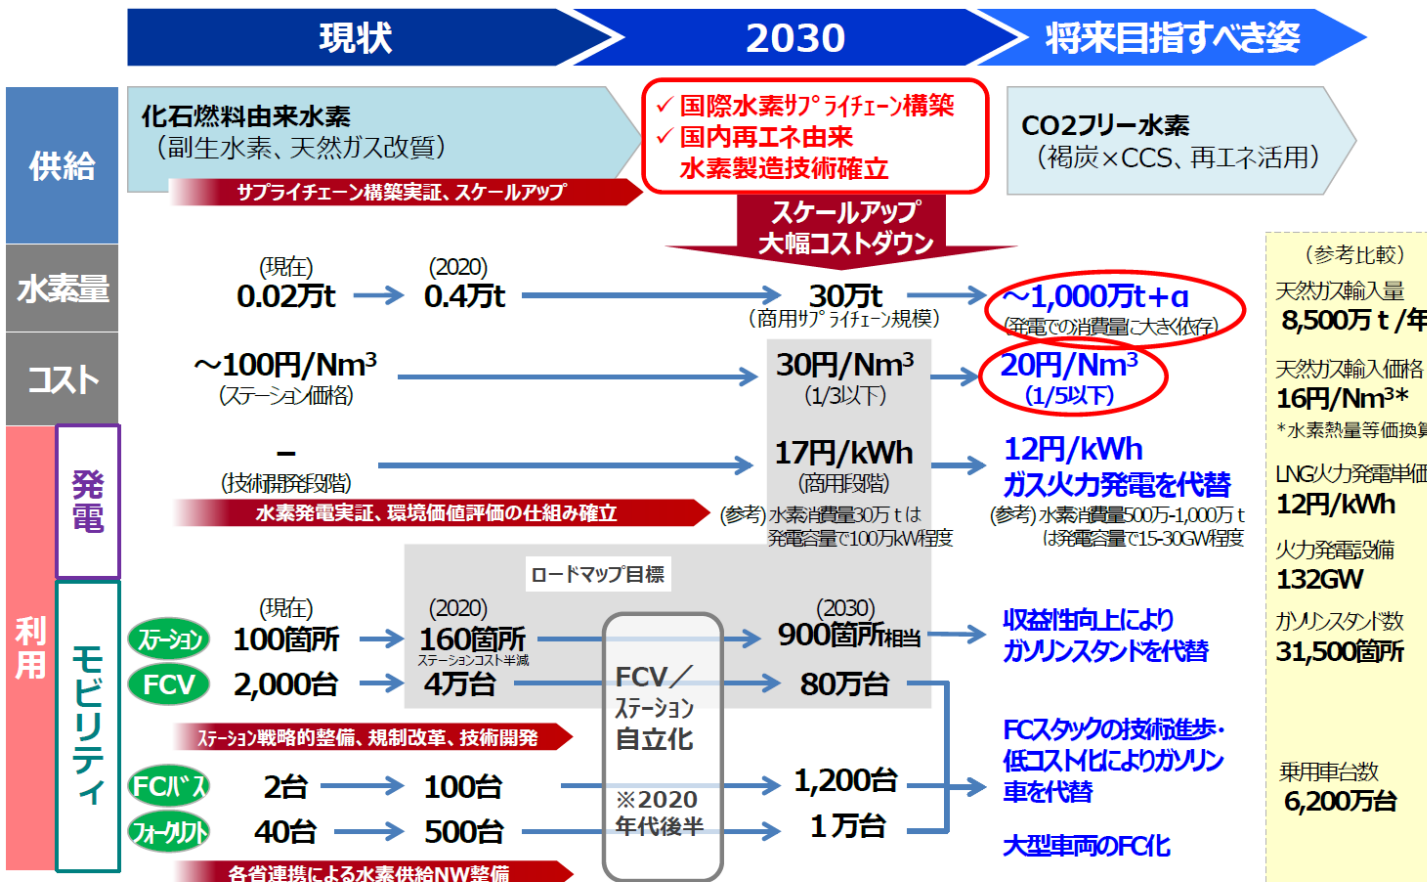 現状
2030
将来目指すべき姿
供給
化石燃料由来水素
（副生水素、天然ガス改質）
サプライチェーン構築実証、スケールアップ
✓ 国際水素ｻﾌﾟﾗｲﾁｪｰﾝ構築
✓ 国内再エネ由来
水素製造技術確立
CO2フリー水素
（褐炭×CCS、再エネ活用）
スケールアップ
大幅コストダウン
水素量
(現在)
0.02万t
(2020)
0.4万t
30万t
(商用ｻﾌﾟﾗｲﾁｪｰﾝ規模)
～1,000万t+α
(発電での消費量に大きく依存)
コスト
～100円/Nm³
(ステーション価格)
30円/Nm³
(1/3以下)
20円/Nm³
(1/5以下)
利用
発電
－
(技術開発段階)
水素発電実証、環境価値評価の仕組み確立
17円/kWh
(商用段階)
(参考) 水素消費量30万ｔは
発電容量で100万kW程度
12円/kWh
ガス火力発電を代替
(参考) 水素消費量500万-1,000万ｔ
は発電容量で15-30GW程度
モビリティ
ロードマップ目標
ステーション
(現在)
100箇所
(2020)
160箇所
ステーションコスト半減
(2030)
900箇所相当
収益性向上により
ガソリンスタンドを代替
FCV
2,000台
4万台
80万台
FCV／
ステーション
自立化
※2020
年代後半
ステーション戦略的整備、規制改革、技術開発
FCバス
2台
100台
1,200台
FCスタックの技術進歩・
低コスト化によりガソリン
車を代替
フォークリフト
40台
500台
1万台
大型車両のFC化
各省連携による水素供給NW整備
（参考比較）
天然ガス輸入量
8,500万ｔ/年
天然ガス輸入価格
16円/Nm³*
*水素熱量等価換算
LNG火力発電単価
12円/kWh
火力発電設備
132GW
ガソリンスタンド数
31,500箇所
乗用車台数
6,200万台